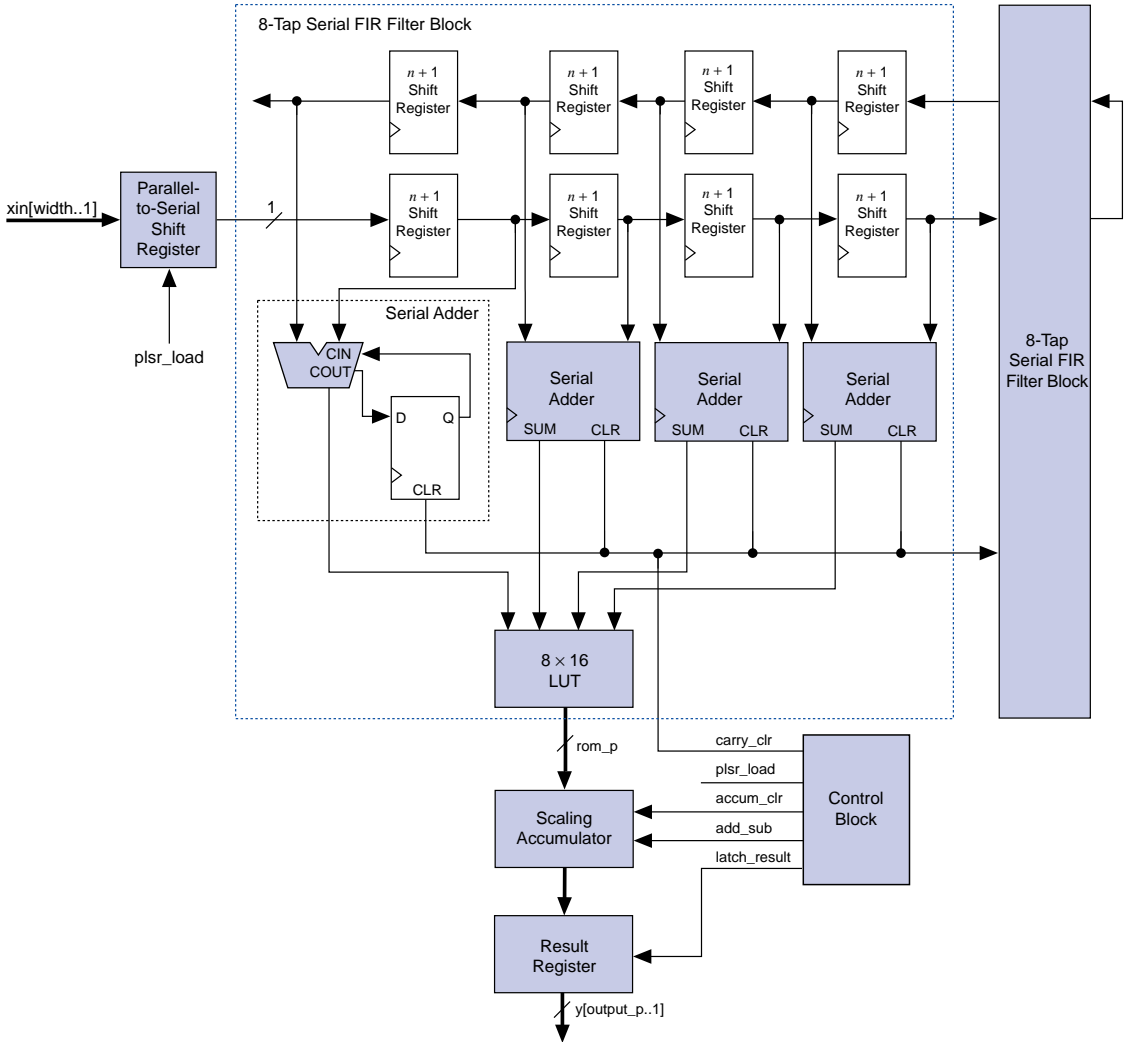 8-Tap Serial FIR Filter Block
n + 1
Shift
Register
n + 1
Shift
Register
n + 1
Shift
Register
n + 1
Shift
Register
xin[width..1]
Parallel-
to-Serial
Shift
Register
plsr_load
1
n + 1
Shift
Register
n + 1
Shift
Register
n + 1
Shift
Register
n + 1
Shift
Register
Serial Adder
CIN
COUT
D Q
CLR
Serial
Adder
SUM CLR
Serial
Adder
SUM CLR
Serial
Adder
SUM CLR
8-Tap
Serial FIR
Filter Block
8 × 16
LUT
rom_p
carry_clr
plsr_load
accum_clr
add_sub
latch_result
Control
Block
Scaling
Accumulator
Result
Register
y[output_p..1]